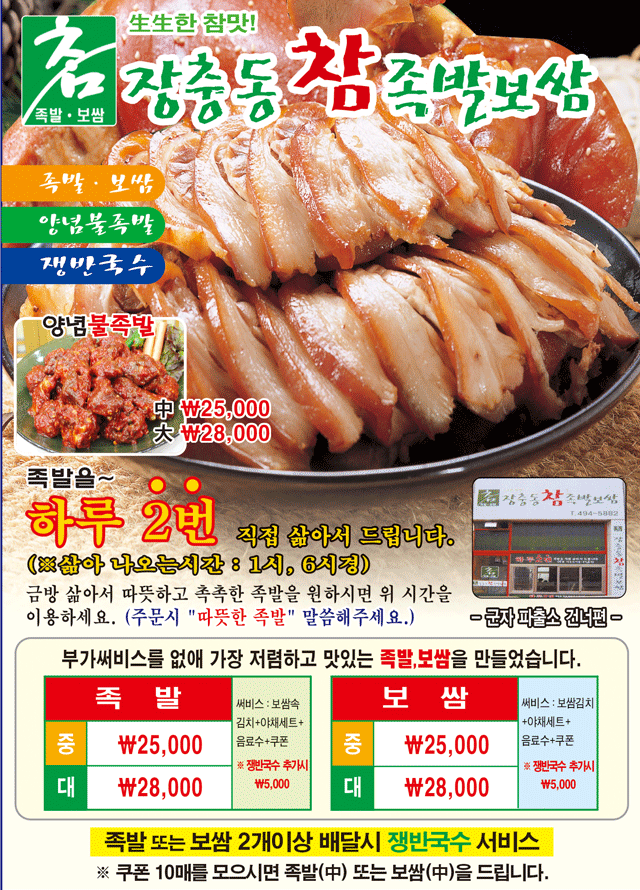 生生한 참맛!
참
족발·보쌈
장충동 참 족발보쌈
족발·보쌈
양념불족발
쟁반국수
양념불족발
中 ₩25,000
大 ₩28,000
족발을~
하루 2번 직접 삶아서 드립니다.
(※삶아 나오는시간 : 1시, 6시경)
금방 삶아서 따뜻하고 촉촉한 족발을 원하시면 위 시간을
이용하세요. (주문시 "따뜻한 족발" 말씀해주세요.)
참 장충동참족발보쌈
T.494-5882
- 군자 파출소 건너편 -
부가써비스를 없애 가장 저렴하고 맛있는 족발,보쌈을 만들었습니다.
족 발
중 ₩25,000
대 ₩28,000
써비스 : 보쌈속
김치+야채세트+
음료수+쿠폰
※ 쟁반국수 추가시
₩5,000
보 쌈
중 ₩25,000
대 ₩28,000
써비스 : 보쌈김치
+야채세트+
음료수+쿠폰
※ 쟁반국수 추가시
₩5,000
족발 또는 보쌈 2개이상 배달시 쟁반국수 서비스
※ 쿠폰 10매를 모으시면 족발(中) 또는 보쌈(中)을 드립니다.